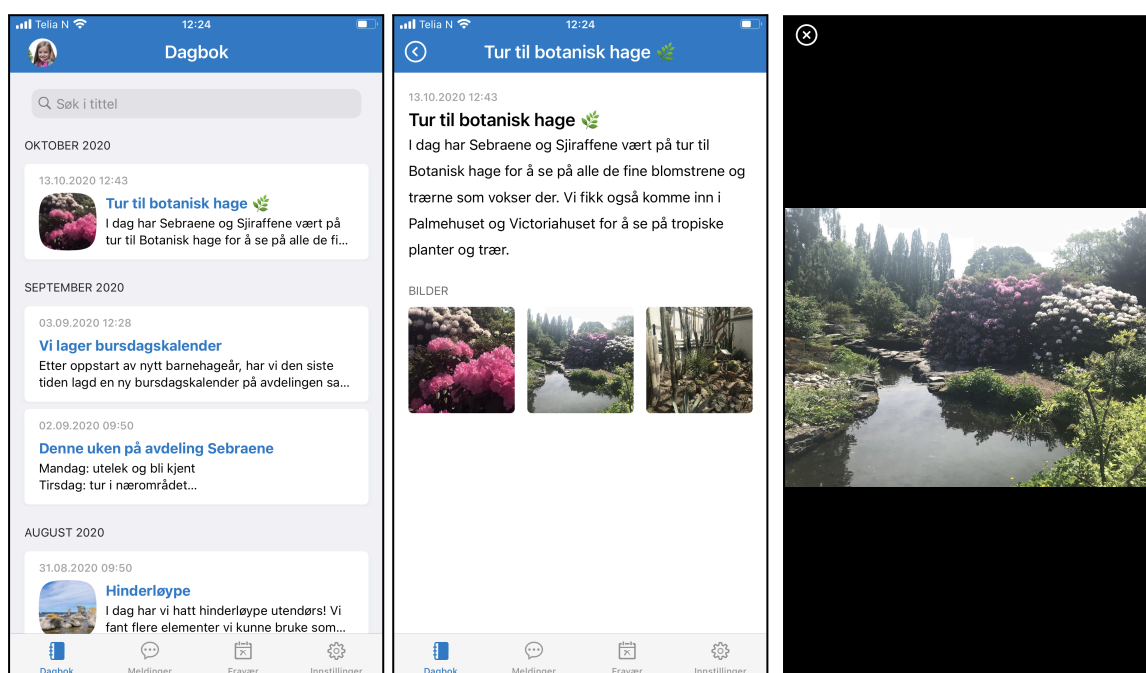 Telia N 12:24
Dagbok
Søk i tittel
OKTOBER 2020
13.10.2020 12:43
Tur til botanisk hage 🌿
I dag har Sebraene og Sjiraffene vært på
tur til Botanisk hage for å se på alle de fi...
SEPTEMBER 2020
03.09.2020 12:28
Vi lager bursdagskalender
Etter oppstart av nytt barnehageår, har vi den siste
tiden lagd en ny bursdagskalender på avdelingen sa...
02.09.2020 09:50
Denne uken på avdeling Sebraene
Mandag: utelek og bli kjent
Tirsdag: tur i nærområdet...
AUGUST 2020
31.08.2020 09:50
Hinderløype
I dag har vi hatt hinderløype utendørs! Vi
fant flere elementer vi kunne bruke som...
Dagbok Meldinger Fravær Innstillinger
Telia N 12:24
Tur til botanisk hage 🌿
13.10.2020 12:43
Tur til botanisk hage 🌿
I dag har Sebraene og Sjiraffene vært på tur til
Botanisk hage for å se på alle de fine blomstrene og
trærne som vokser der. Vi fikk også komme inn i
Palmehuset og Victoriahuset for å se på tropiske
planter og trær.
BILDER
Dagbok Meldinger Fravær Innstillinger